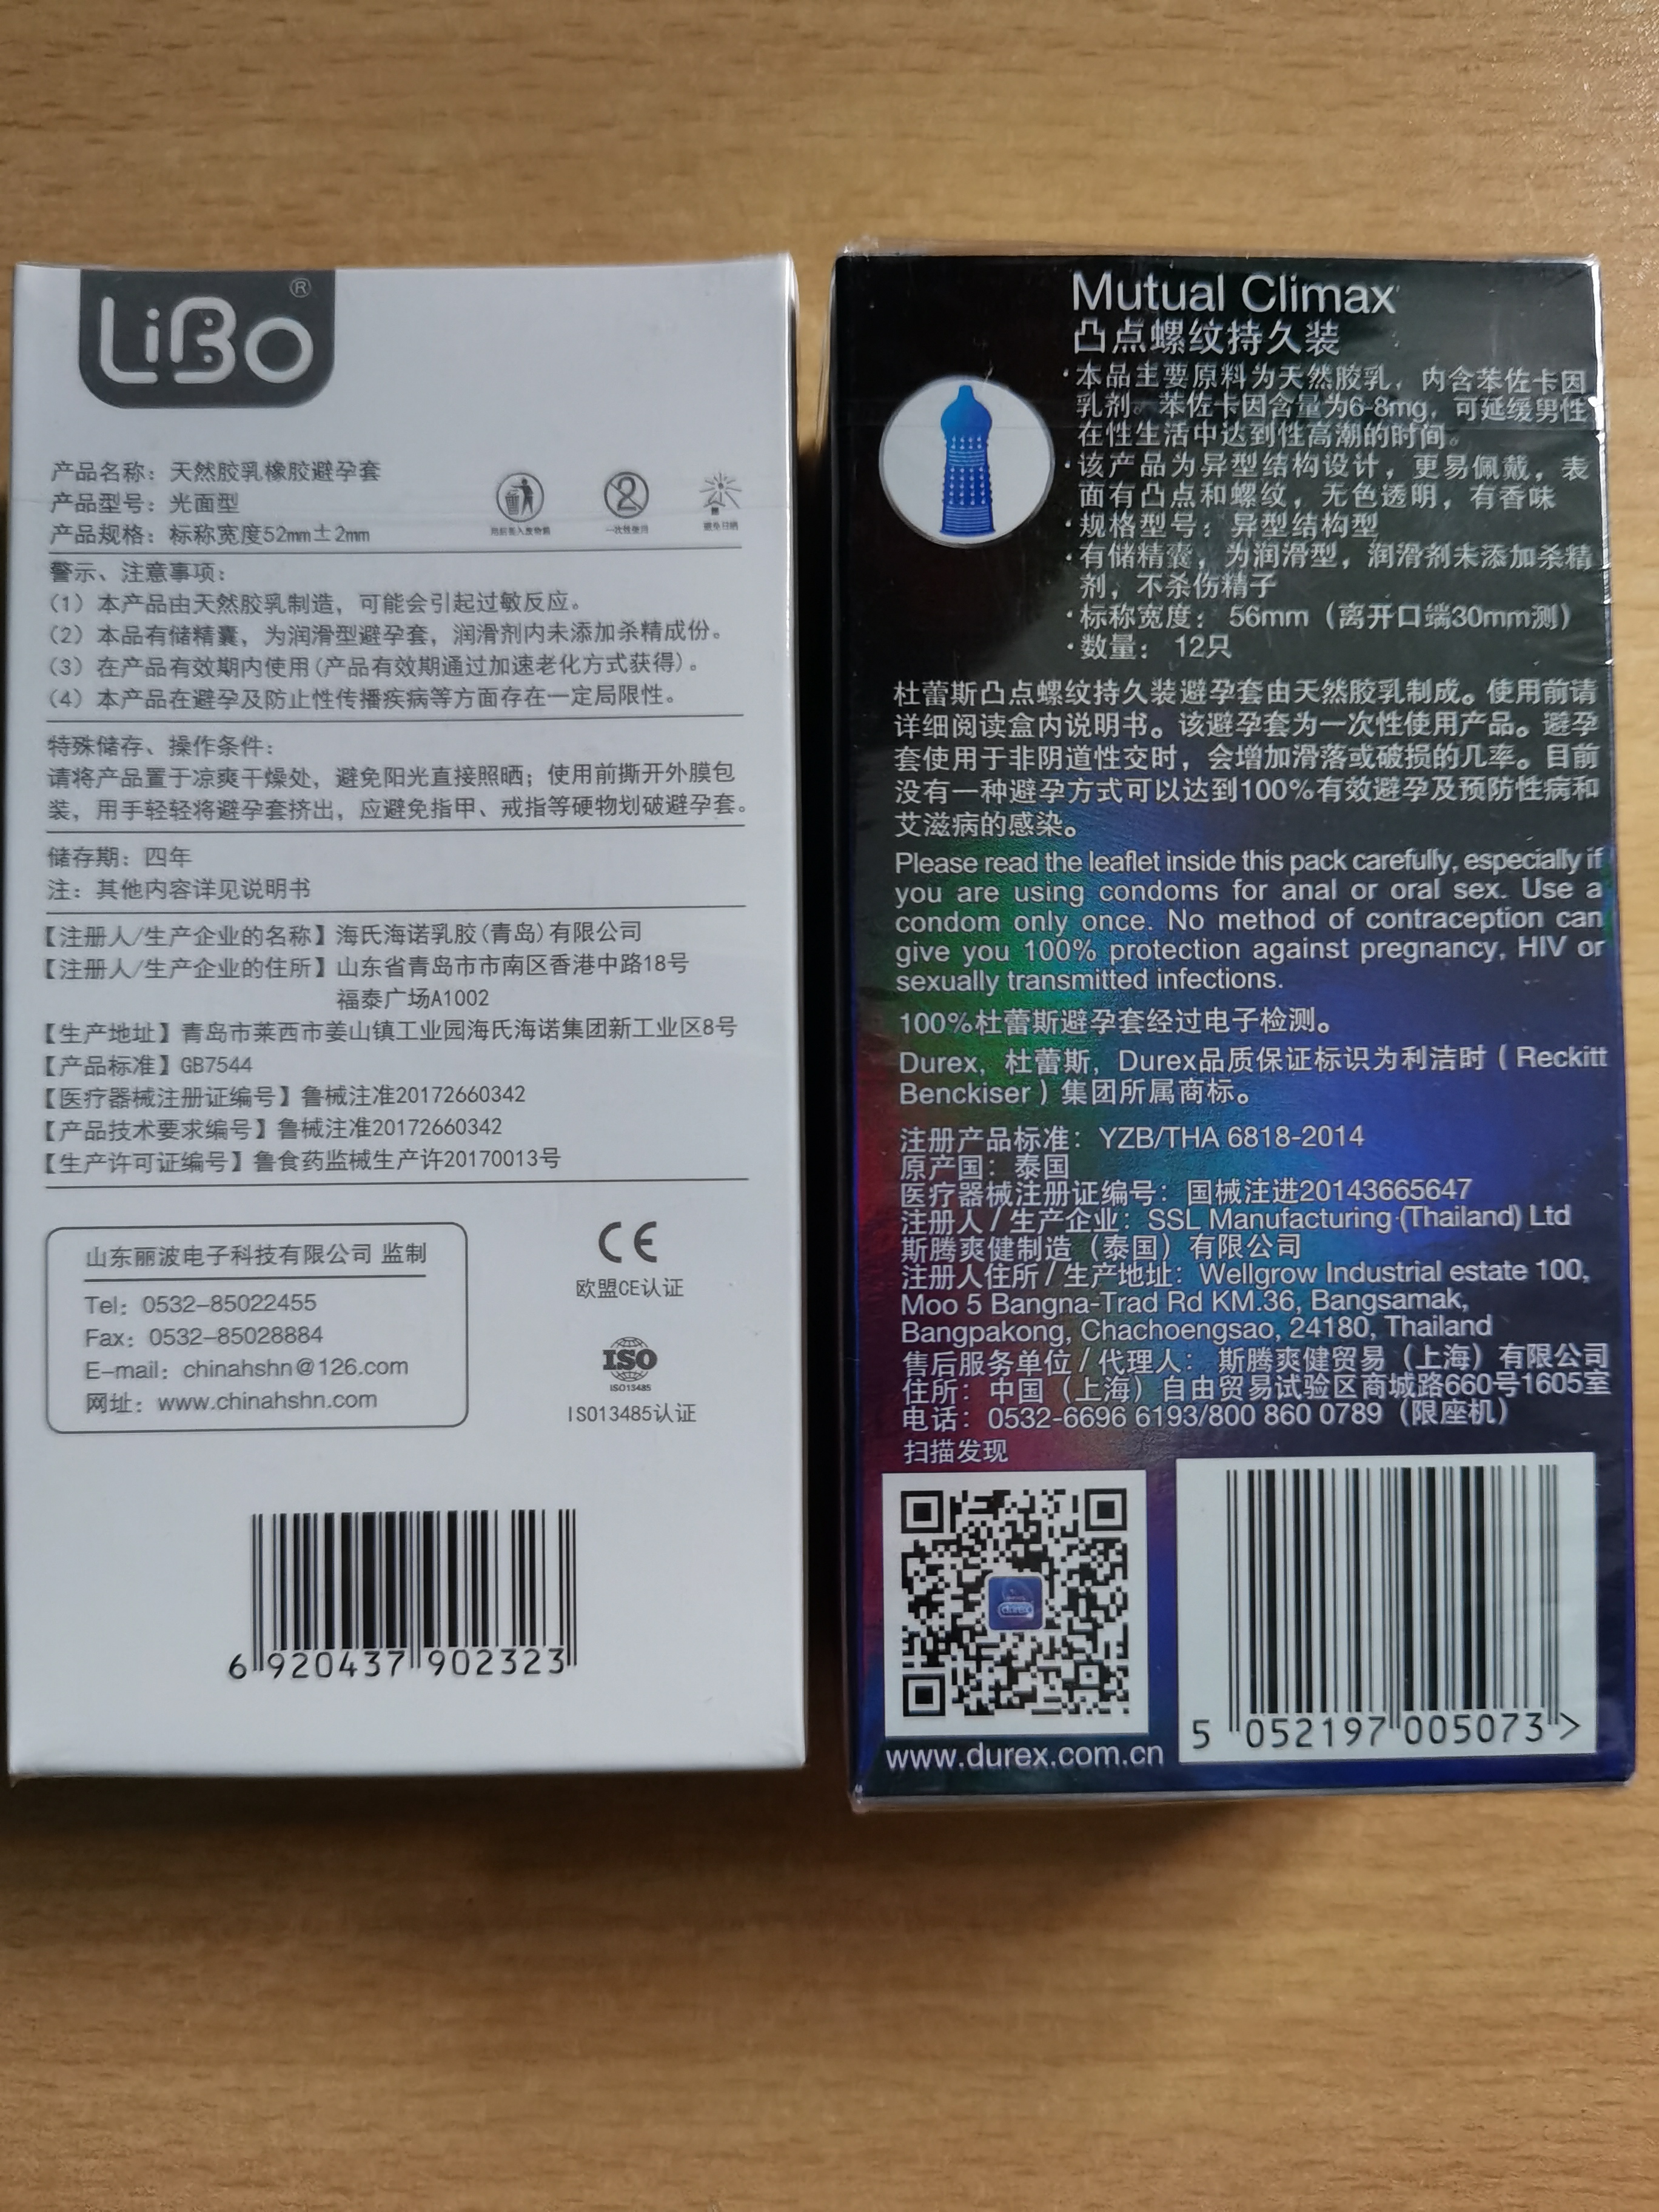 LiBo®
产品名称：天然胶乳橡胶避孕套
产品型号：光面型
产品规格：标称宽度52mm±2mm
一次性使用
避免日晒
警示、注意事项：
（1）本产品由天然胶乳制造，可能会引起过敏反应。
（2）本品有储精囊，为润滑型避孕套，润滑剂内未添加杀精成份。
（3）在产品有效期内使用(产品有效期通过加速老化方式获得)。
（4）本产品在避孕及防止性传播疾病等方面存在一定局限性。
特殊储存、操作条件：
请将产品置于凉爽干燥处，避免阳光直接照晒；使用前撕开外膜包
装，用手轻轻将避孕套挤出，应避免指甲、戒指等硬物划破避孕套。
储存期：四年
注：其他内容详见说明书
【注册人/生产企业的名称】海氏海诺乳胶(青岛)有限公司
【注册人/生产企业的住所】山东省青岛市市南区香港中路18号
福泰广场A1002
【生产地址】青岛市莱西市姜山镇工业园海氏海诺集团新工业区8号
【产品标准】GB7544
【医疗器械注册证编号】鲁械注准20172660342
【产品技术要求编号】鲁械注准20172660342
【生产许可证编号】鲁食药监械生产许20170013号
山东丽波电子科技有限公司 监制
Tel：0532-85022455
Fax：0532-85028884
E-mail：chinahshn@126.com
网址：www.chinahshn.com
CE
欧盟CE认证
ISO
ISO13485
ISO13485认证
6 920437 902323
Mutual Climax
凸点螺纹持久装
·本品主要原料为天然胶乳，内含苯佐卡因
乳剂。苯佐卡因含量为6-8mg，可延缓男性
在性生活中达到性高潮的时间。
·该产品为异型结构设计，更易佩戴，表
面有凸点和螺纹，无色透明，有香味
·规格型号：异型结构型
·有储精囊，为润滑型，润滑剂未添加杀精
剂，不杀伤精子
·标称宽度：56mm（离开口端30mm测）
·数量：12只
杜蕾斯凸点螺纹持久装避孕套由天然胶乳制成。使用前请
详细阅读盒内说明书。该避孕套为一次性使用产品。避孕
套使用于非阴道性交时，会增加滑落或破损的几率。目前
没有一种避孕方式可以达到100%有效避孕及预防性病和
艾滋病的感染。
Please read the leaflet inside this pack carefully, especially if
you are using condoms for anal or oral sex. Use a
condom only once. No method of contraception can
give you 100% protection against pregnancy, HIV or
sexually transmitted infections.
100%杜蕾斯避孕套经过电子检测。
Durex，杜蕾斯，Durex品质保证标识为利洁时（Reckitt
Benckiser）集团所属商标。
注册产品标准：YZB/THA 6818-2014
原产国：泰国
医疗器械注册证编号：国械注进20143665647
注册人/生产企业：SSL Manufacturing (Thailand) Ltd
斯腾爽健制造（泰国）有限公司
注册人住所/生产地址：Wellgrow Industrial estate 100,
Moo 5 Bangna-Trad Rd KM.36, Bangsamak,
Bangpakong, Chachoengsao, 24180, Thailand
售后服务单位/代理人：斯腾爽健贸易（上海）有限公司
住所：中国（上海）自由贸易试验区商城路660号1605室
电话：0532-6696 6193/800 860 0789（限座机）
扫描发现
durex
www.durex.com.cn
5 052197 005073 >